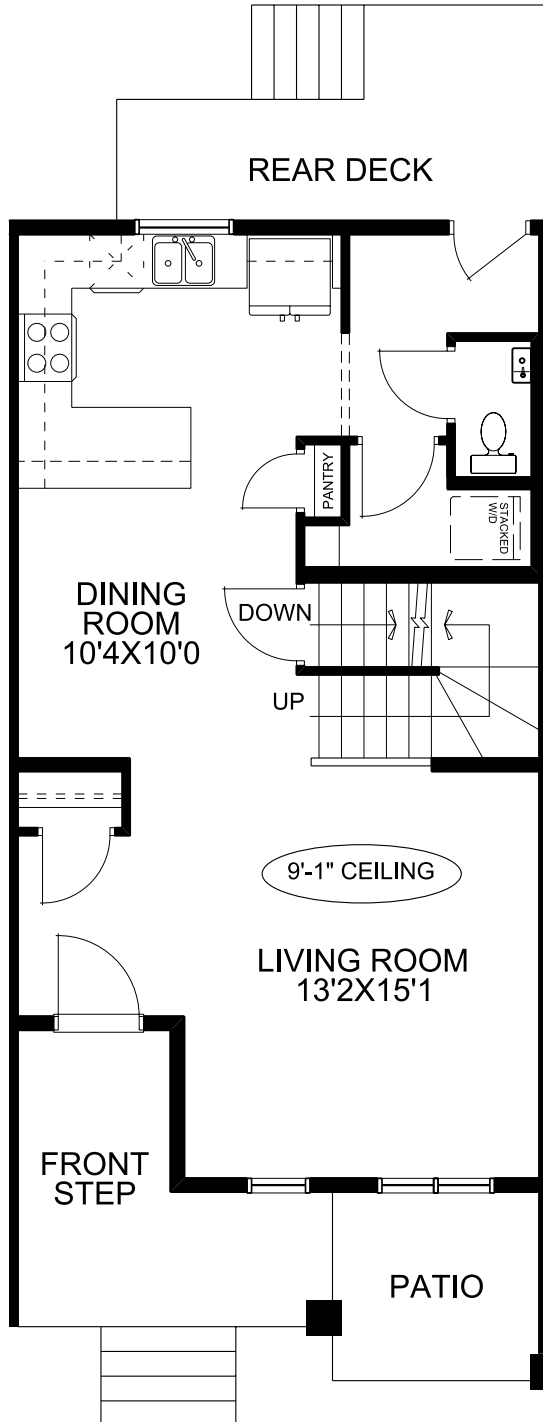 REAR DECK
PANTRY
STACKED
W/D
DINING
ROOM
10'4X10'0
DOWN
UP
9'-1" CEILING
LIVING ROOM
13'2X15'1
FRONT
STEP
PATIO